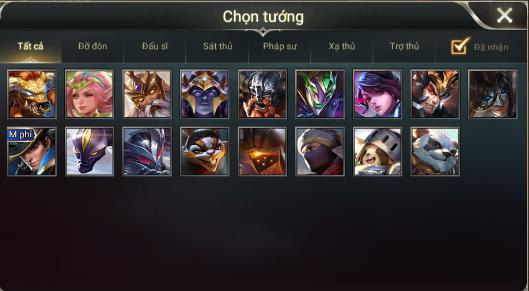 Chọn tướng
Tất cả Đỡ đòn Đấu sĩ Sát thủ Pháp sư Xạ thủ Trợ thủ Đã nhận
M phí